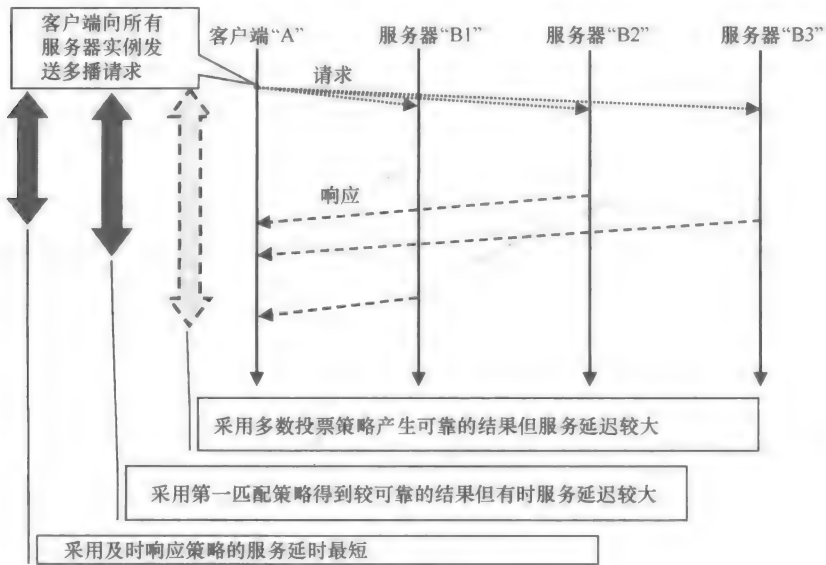 客户端向所有
服务器实例发
送多播请求
客户端“A” 服务器“B1” 服务器“B2” 服务器“B3”
请求
响应
采用多数投票策略产生可靠的结果但服务延迟较大
采用第一匹配策略得到较可靠的结果但有时服务延迟较大
采用及时响应策略的服务延时最短